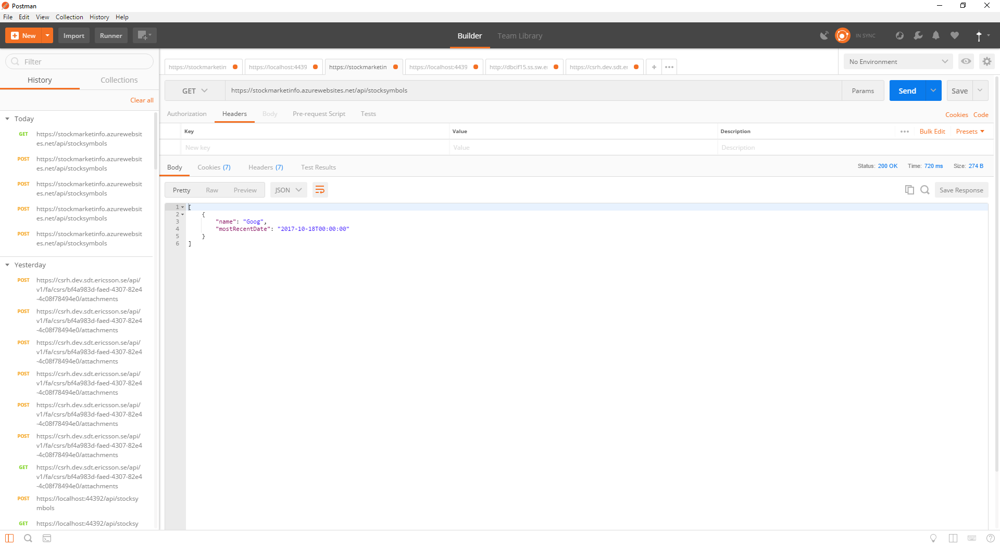 Postman
File Edit View Collection History Help
New Import Runner Builder Team Library IN SYNC
Filter
History Collections
Clear all
Today
GET https://stockmarketinfo.azurewebsit
es.net/api/stocksymbols
POST https://stockmarketinfo.azurewebsit
es.net/api/stocksymbols
POST https://stockmarketinfo.azurewebsit
es.net/api/stocksymbols
POST https://stockmarketinfo.azurewebsit
es.net/api/stocksymbols
POST https://stockmarketinfo.azurewebsit
es.net/api/stocksymbols
Yesterday
POST https://csrh.dev.sdt.ericsson.se/api/
v1/fa/csrs/bf4a983d-faed-4307-82e4
-4c08f78494e0/attachments
POST https://csrh.dev.sdt.ericsson.se/api/
v1/fa/csrs/bf4a983d-faed-4307-82e4
-4c08f78494e0/attachments
POST https://csrh.dev.sdt.ericsson.se/api/
v1/fa/csrs/bf4a983d-faed-4307-82e4
-4c08f78494e0/attachments
POST https://csrh.dev.sdt.ericsson.se/api/
v1/fa/csrs/bf4a983d-faed-4307-82e4
-4c08f78494e0/attachments
POST https://csrh.dev.sdt.ericsson.se/api/
v1/fa/csrs/bf4a983d-faed-4307-82e4
-4c08f78494e0/attachments
POST https://csrh.dev.sdt.ericsson.se/api/
v1/fa/csrs/bf4a983d-faed-4307-82e4
-4c08f78494e0/attachments
GET https://csrh.dev.sdt.ericsson.se/api/
v1/fa/csrs/bf4a983d-faed-4307-82e4
-4c08f78494e0/attachments
POST https://localhost:44392/api/stocksy
mbols
GET https://localhost:44392/api/stocksy
https://stockmarketin https://localhost:4439 https://stockmarketin https://localhost:4439 http://dbcif15.ss.sw.e https://csrh.dev.sdt.e + •••
No Environment
GET https://stockmarketinfo.azurewebsites.net/api/stocksymbols Params Send Save
Authorization Headers Body Pre-request Script Tests Cookies Code
Key Value Description ••• Bulk Edit Presets
New key Value Description
Body Cookies (7) Headers (7) Test Results Status: 200 OK Time: 720 ms Size: 274 B
Pretty Raw Preview JSON Save Response
1 [
2 {
3 "name": "Goog",
4 "mostRecentDate": "2017-10-18T00:00:00"
5 }
6 ]